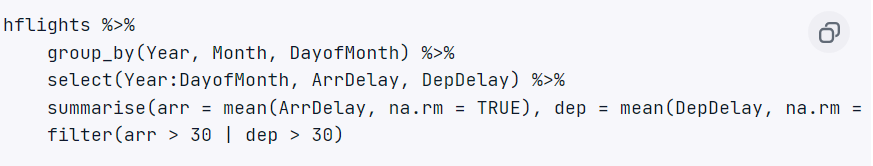 hflights %>%
    group_by(Year, Month, DayofMonth) %>%
    select(Year:DayofMonth, ArrDelay, DepDelay) %>%
    summarise(arr = mean(ArrDelay, na.rm = TRUE), dep = mean(DepDelay, na.rm =
    filter(arr > 30 | dep > 30)